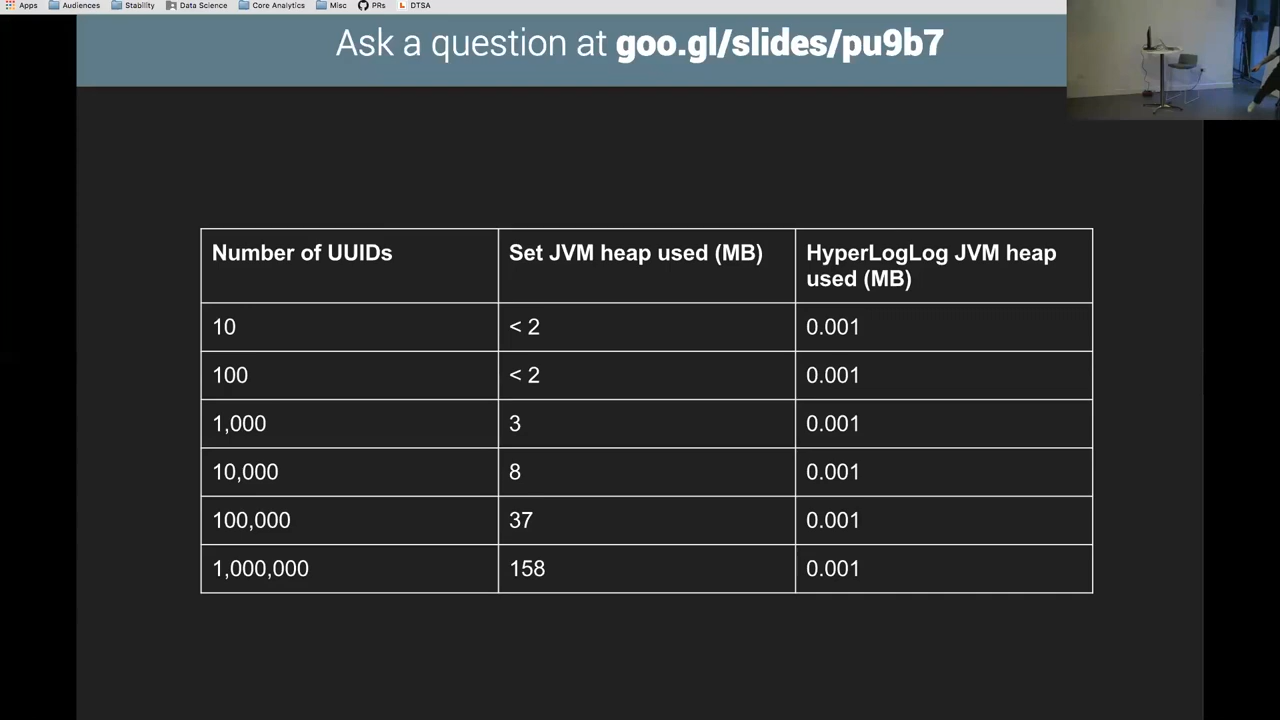 Apps Audiences Stability Data Science Core Analytics Misc PRs DTSA
Ask a question at goo.gl/slides/pu9b7
Number of UUIDs Set JVM heap used (MB) HyperLogLog JVM heap
used (MB)
10 < 2 0.001
100 < 2 0.001
1,000 3 0.001
10,000 8 0.001
100,000 37 0.001
1,000,000 158 0.001